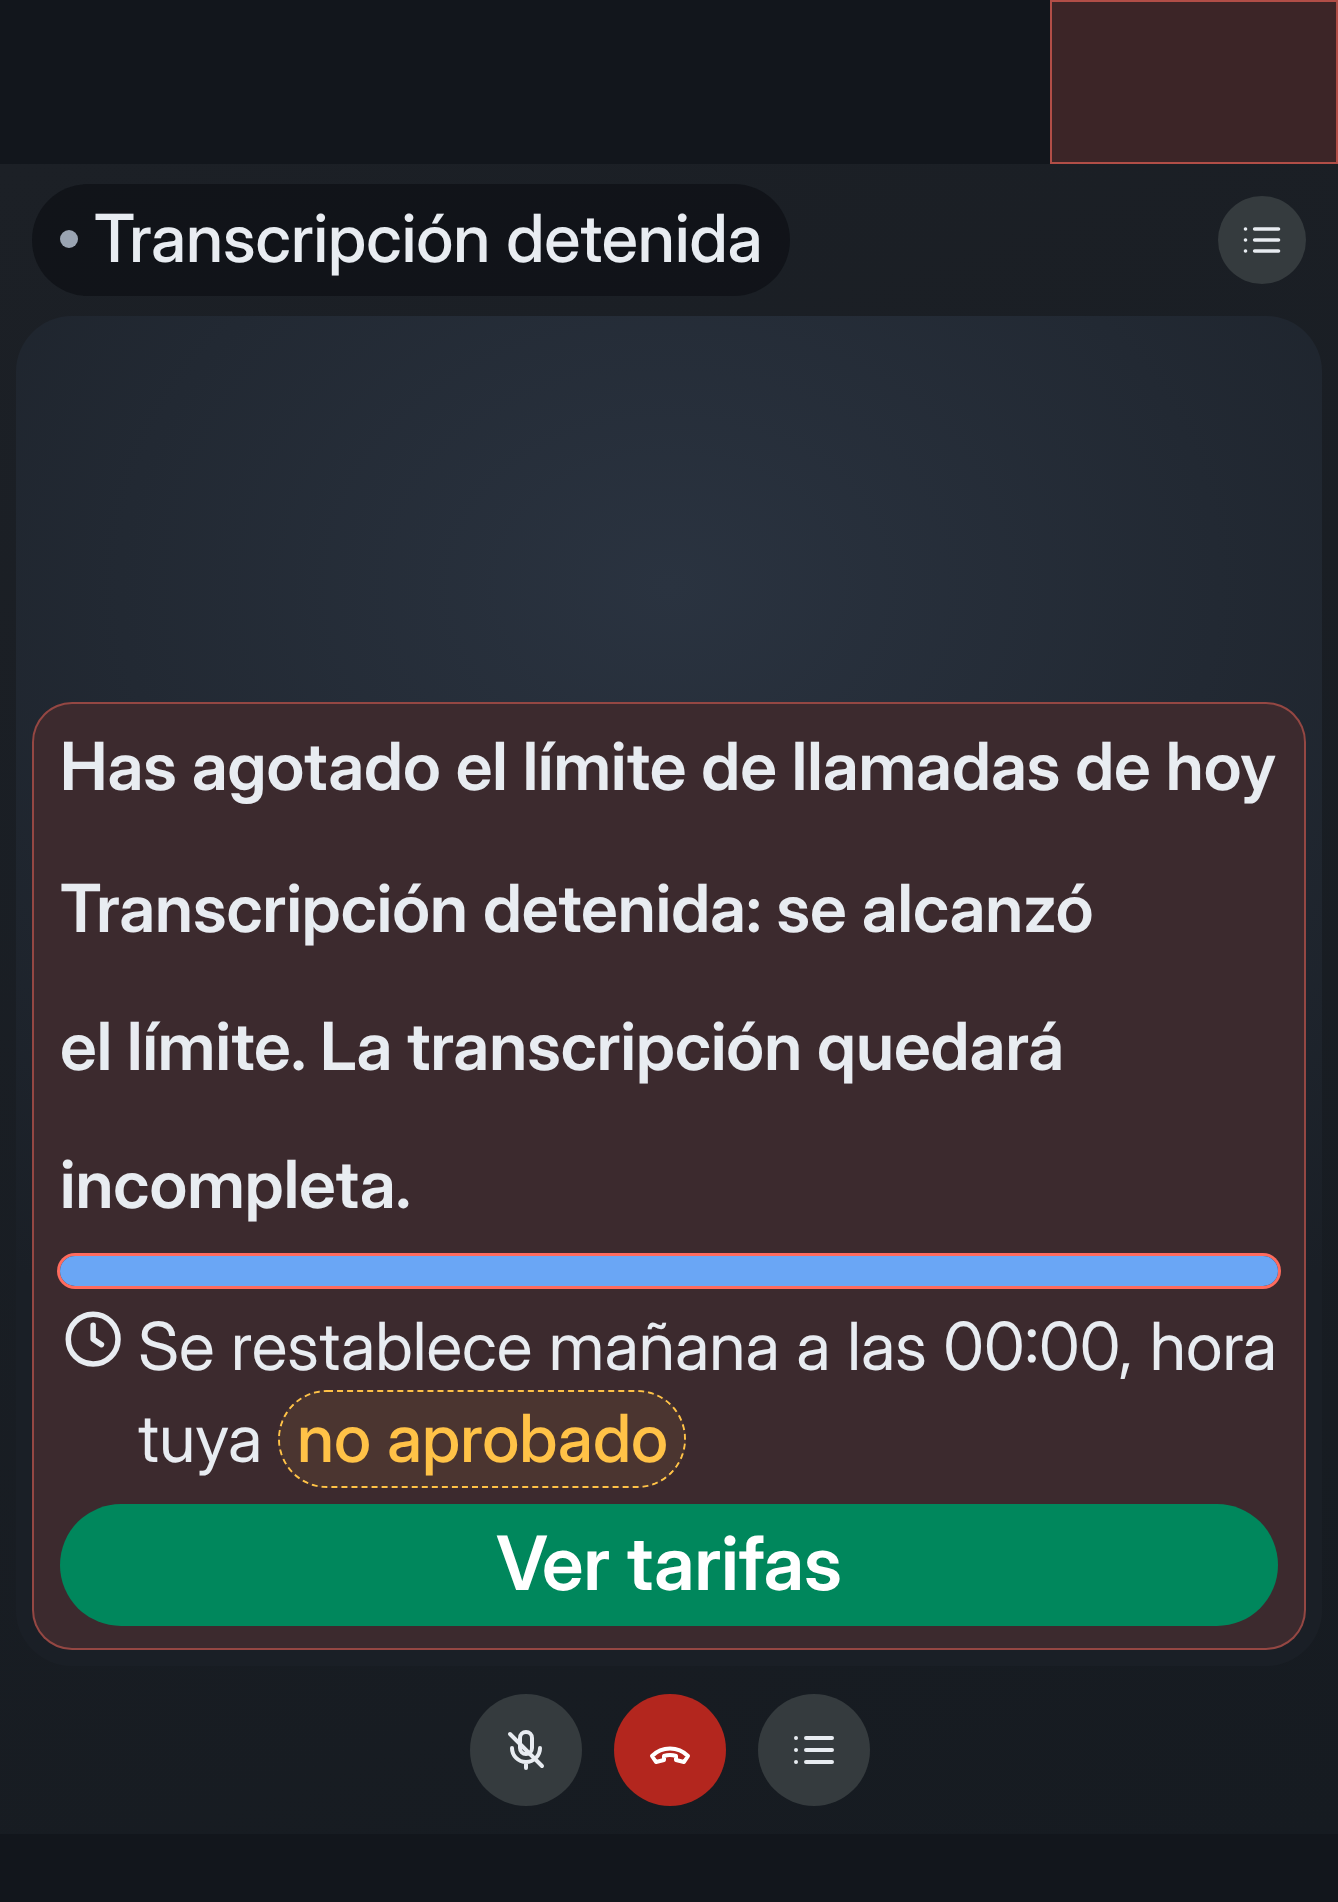 Transcripción detenida
Has agotado el límite de llamadas de hoy
Transcripción detenida: se alcanzó
el límite. La transcripción quedará
incompleta.
Se restablece mañana a las 00:00, hora
tuya no aprobado
Ver tarifas